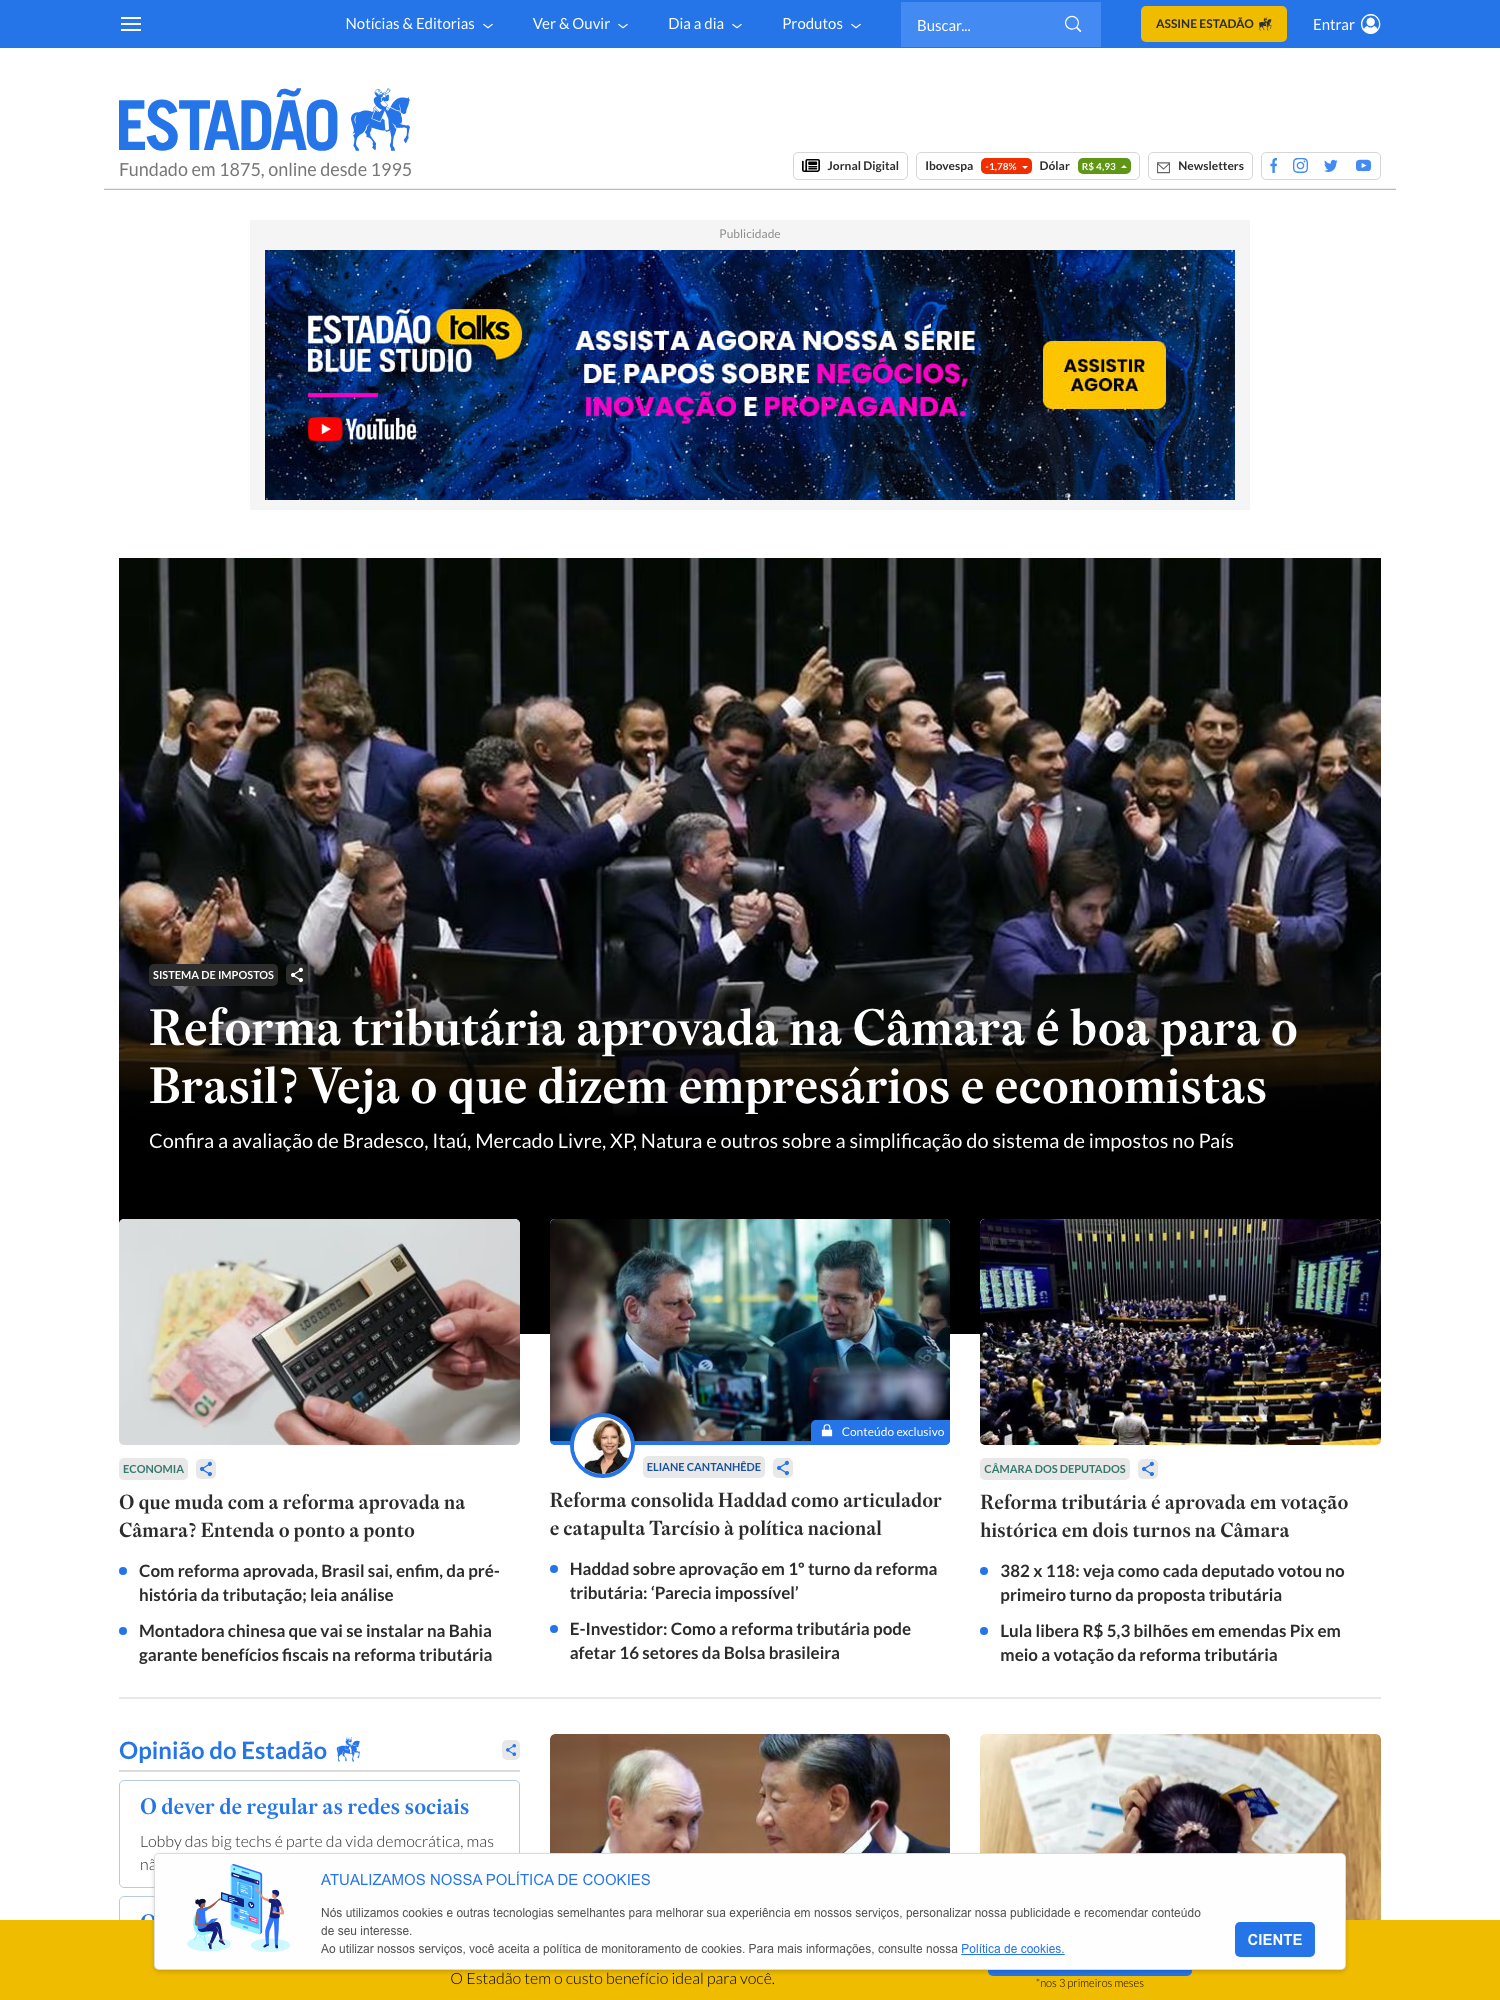 Notícias & Editorias
Ver & Ouvir
Dia a dia
Produtos
Buscar...
ASSINE ESTADÃO
Entrar
ESTADÃO
Fundado em 1875, online desde 1995
Jornal Digital
Ibovespa -1,78% Dólar R$ 4,93
Newsletters
Publicidade
ESTADÃO talks
BLUE STUDIO
YouTube
ASSISTA AGORA NOSSA SÉRIE
DE PAPOS SOBRE NEGÓCIOS,
INOVAÇÃO E PROPAGANDA.
ASSISTIR
AGORA
SISTEMA DE IMPOSTOS
Reforma tributária aprovada na Câmara é boa para o
Brasil? Veja o que dizem empresários e economistas
Confira a avaliação de Bradesco, Itaú, Mercado Livre, XP, Natura e outros sobre a simplificação do sistema de impostos no País
ECONOMIA
O que muda com a reforma aprovada na
Câmara? Entenda o ponto a ponto
Com reforma aprovada, Brasil sai, enfim, da pré-
história da tributação; leia análise
Montadora chinesa que vai se instalar na Bahia
garante benefícios fiscais na reforma tributária
Conteúdo exclusivo
ELIANE CANTANHÊDE
Reforma consolida Haddad como articulador
e catapulta Tarcísio à política nacional
Haddad sobre aprovação em 1º turno da reforma
tributária: ‘Parecia impossível’
E-Investidor: Como a reforma tributária pode
afetar 16 setores da Bolsa brasileira
CÂMARA DOS DEPUTADOS
Reforma tributária é aprovada em votação
histórica em dois turnos na Câmara
382 x 118: veja como cada deputado votou no
primeiro turno da proposta tributária
Lula libera R$ 5,3 bilhões em emendas Pix em
meio a votação da reforma tributária
Opinião do Estadão
O dever de regular as redes sociais
Lobby das big techs é parte da vida democrática, mas
ATUALIZAMOS NOSSA POLÍTICA DE COOKIES
Nós utilizamos cookies e outras tecnologias semelhantes para melhorar sua experiência em nossos serviços, personalizar nossa publicidade e recomendar conteúdo
de seu interesse.
Ao utilizar nossos serviços, você aceita a política de monitoramento de cookies. Para mais informações, consulte nossa Política de cookies.
CIENTE
O Estadão tem o custo benefício ideal para você.
*nos 3 primeiros meses